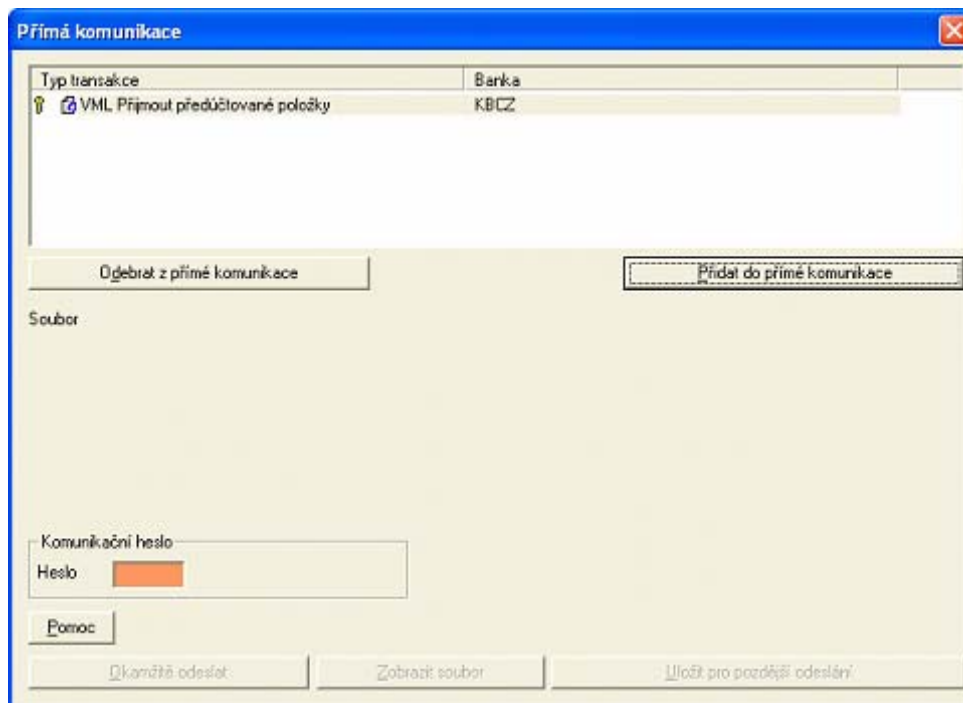 Přímá komunikace
Typ transakce Banka
VML Přijmout předúčtované položky KBCZ
Odebrat z přímé komunikace Přidat do přímé komunikace
Soubor
Komunikační heslo
Heslo
Pomoc
Okamžitě odeslat Zobrazit soubor Uložit pro pozdější odeslání